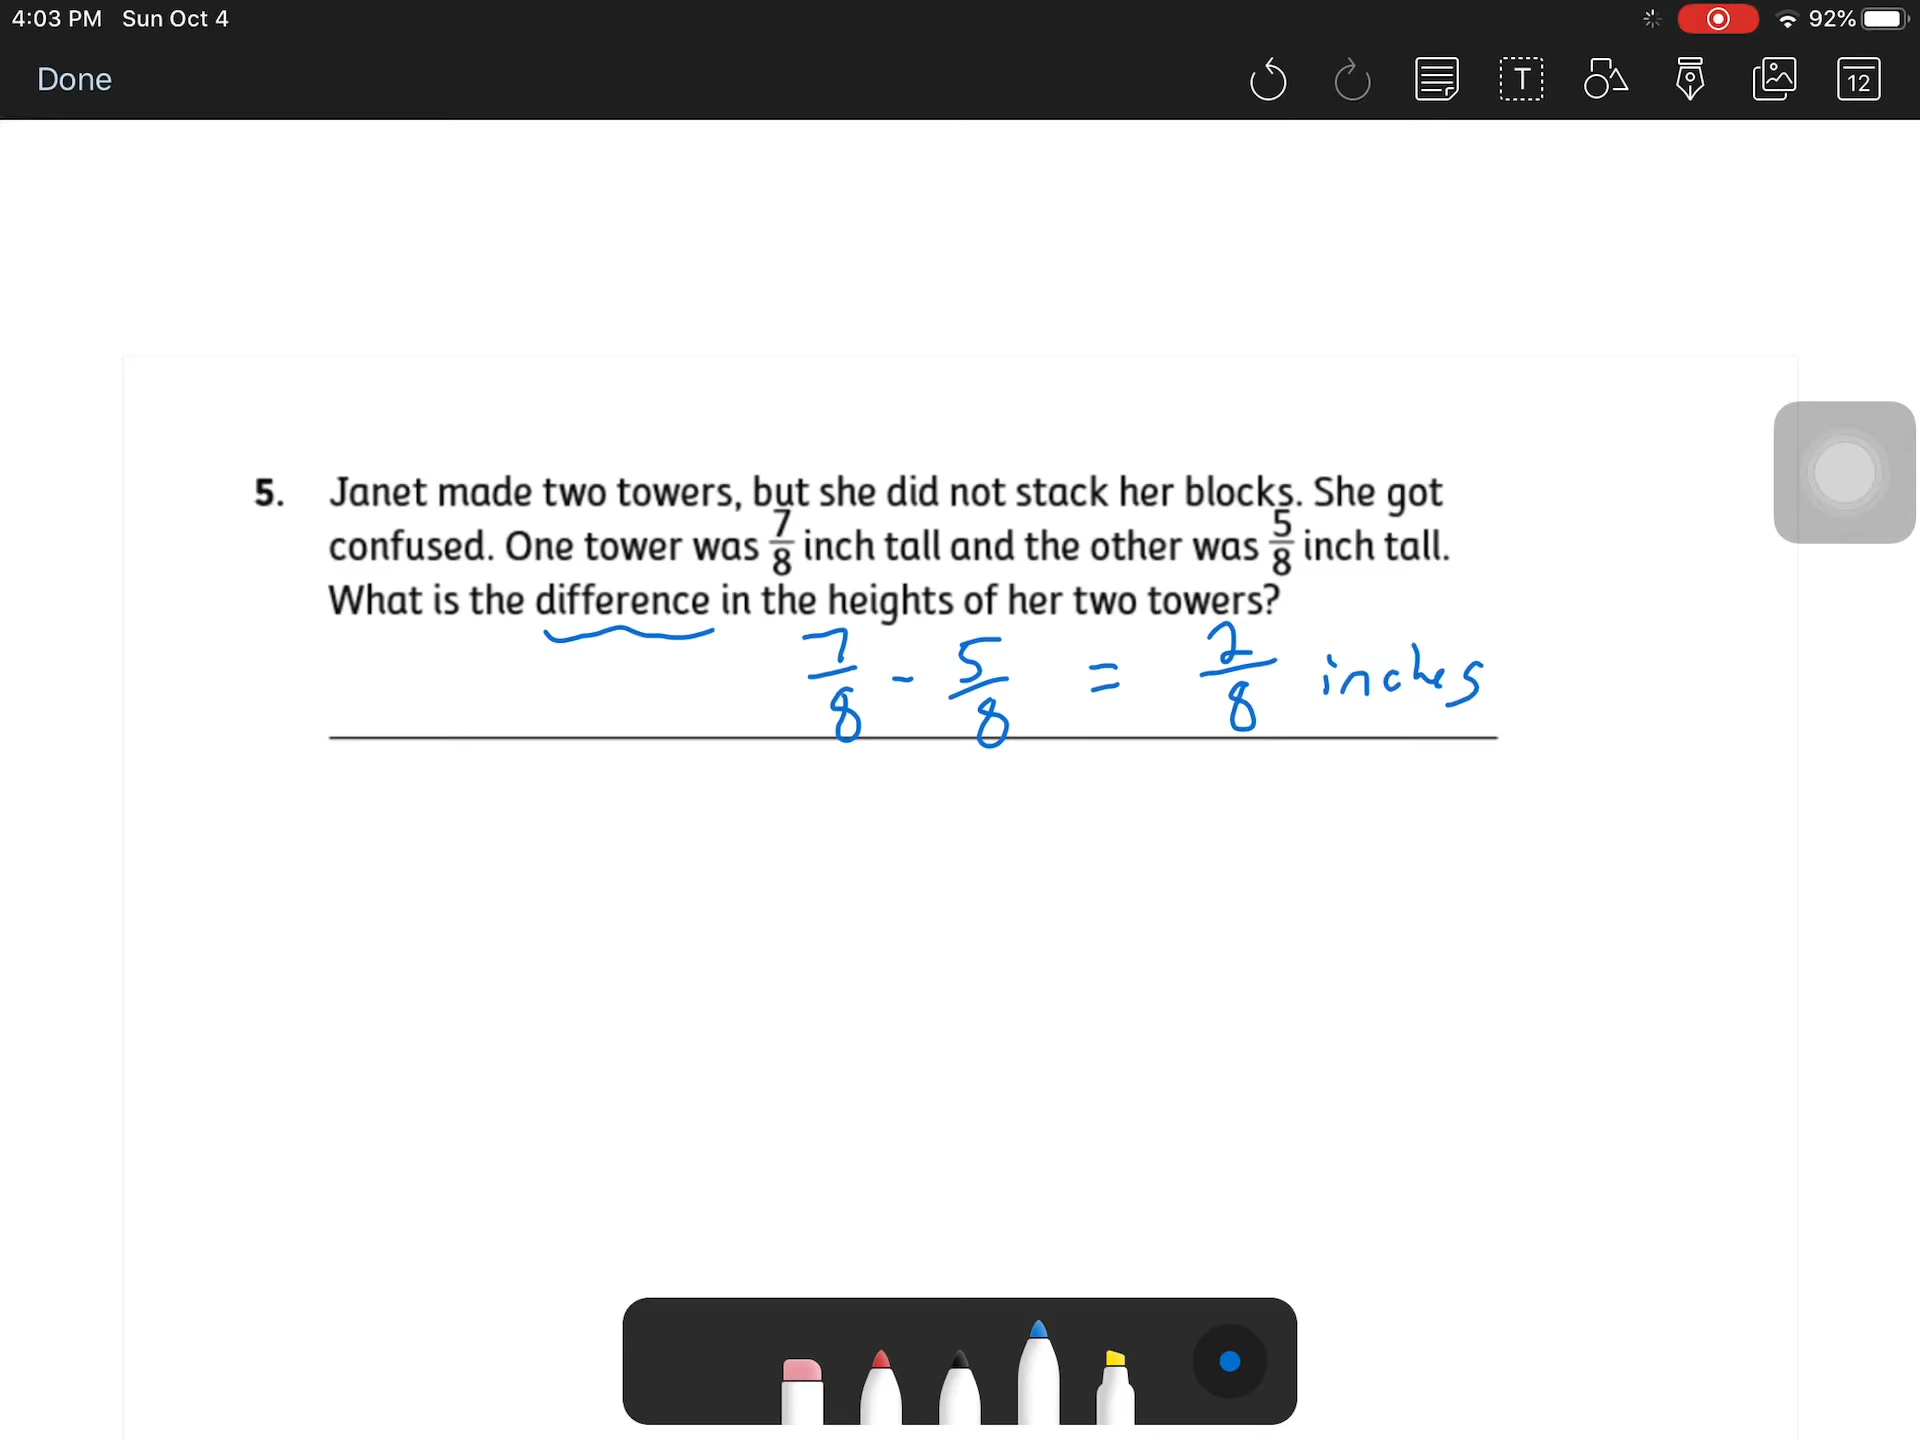 4:03 PM Sun Oct 4
92%
Done
T
12
5. Janet made two towers, but she did not stack her blocks. She got
confused. One tower was 7/8 inch tall and the other was 5/8 inch tall.
What is the difference in the heights of her two towers?
7/8 - 5/8 = 2/8 inches